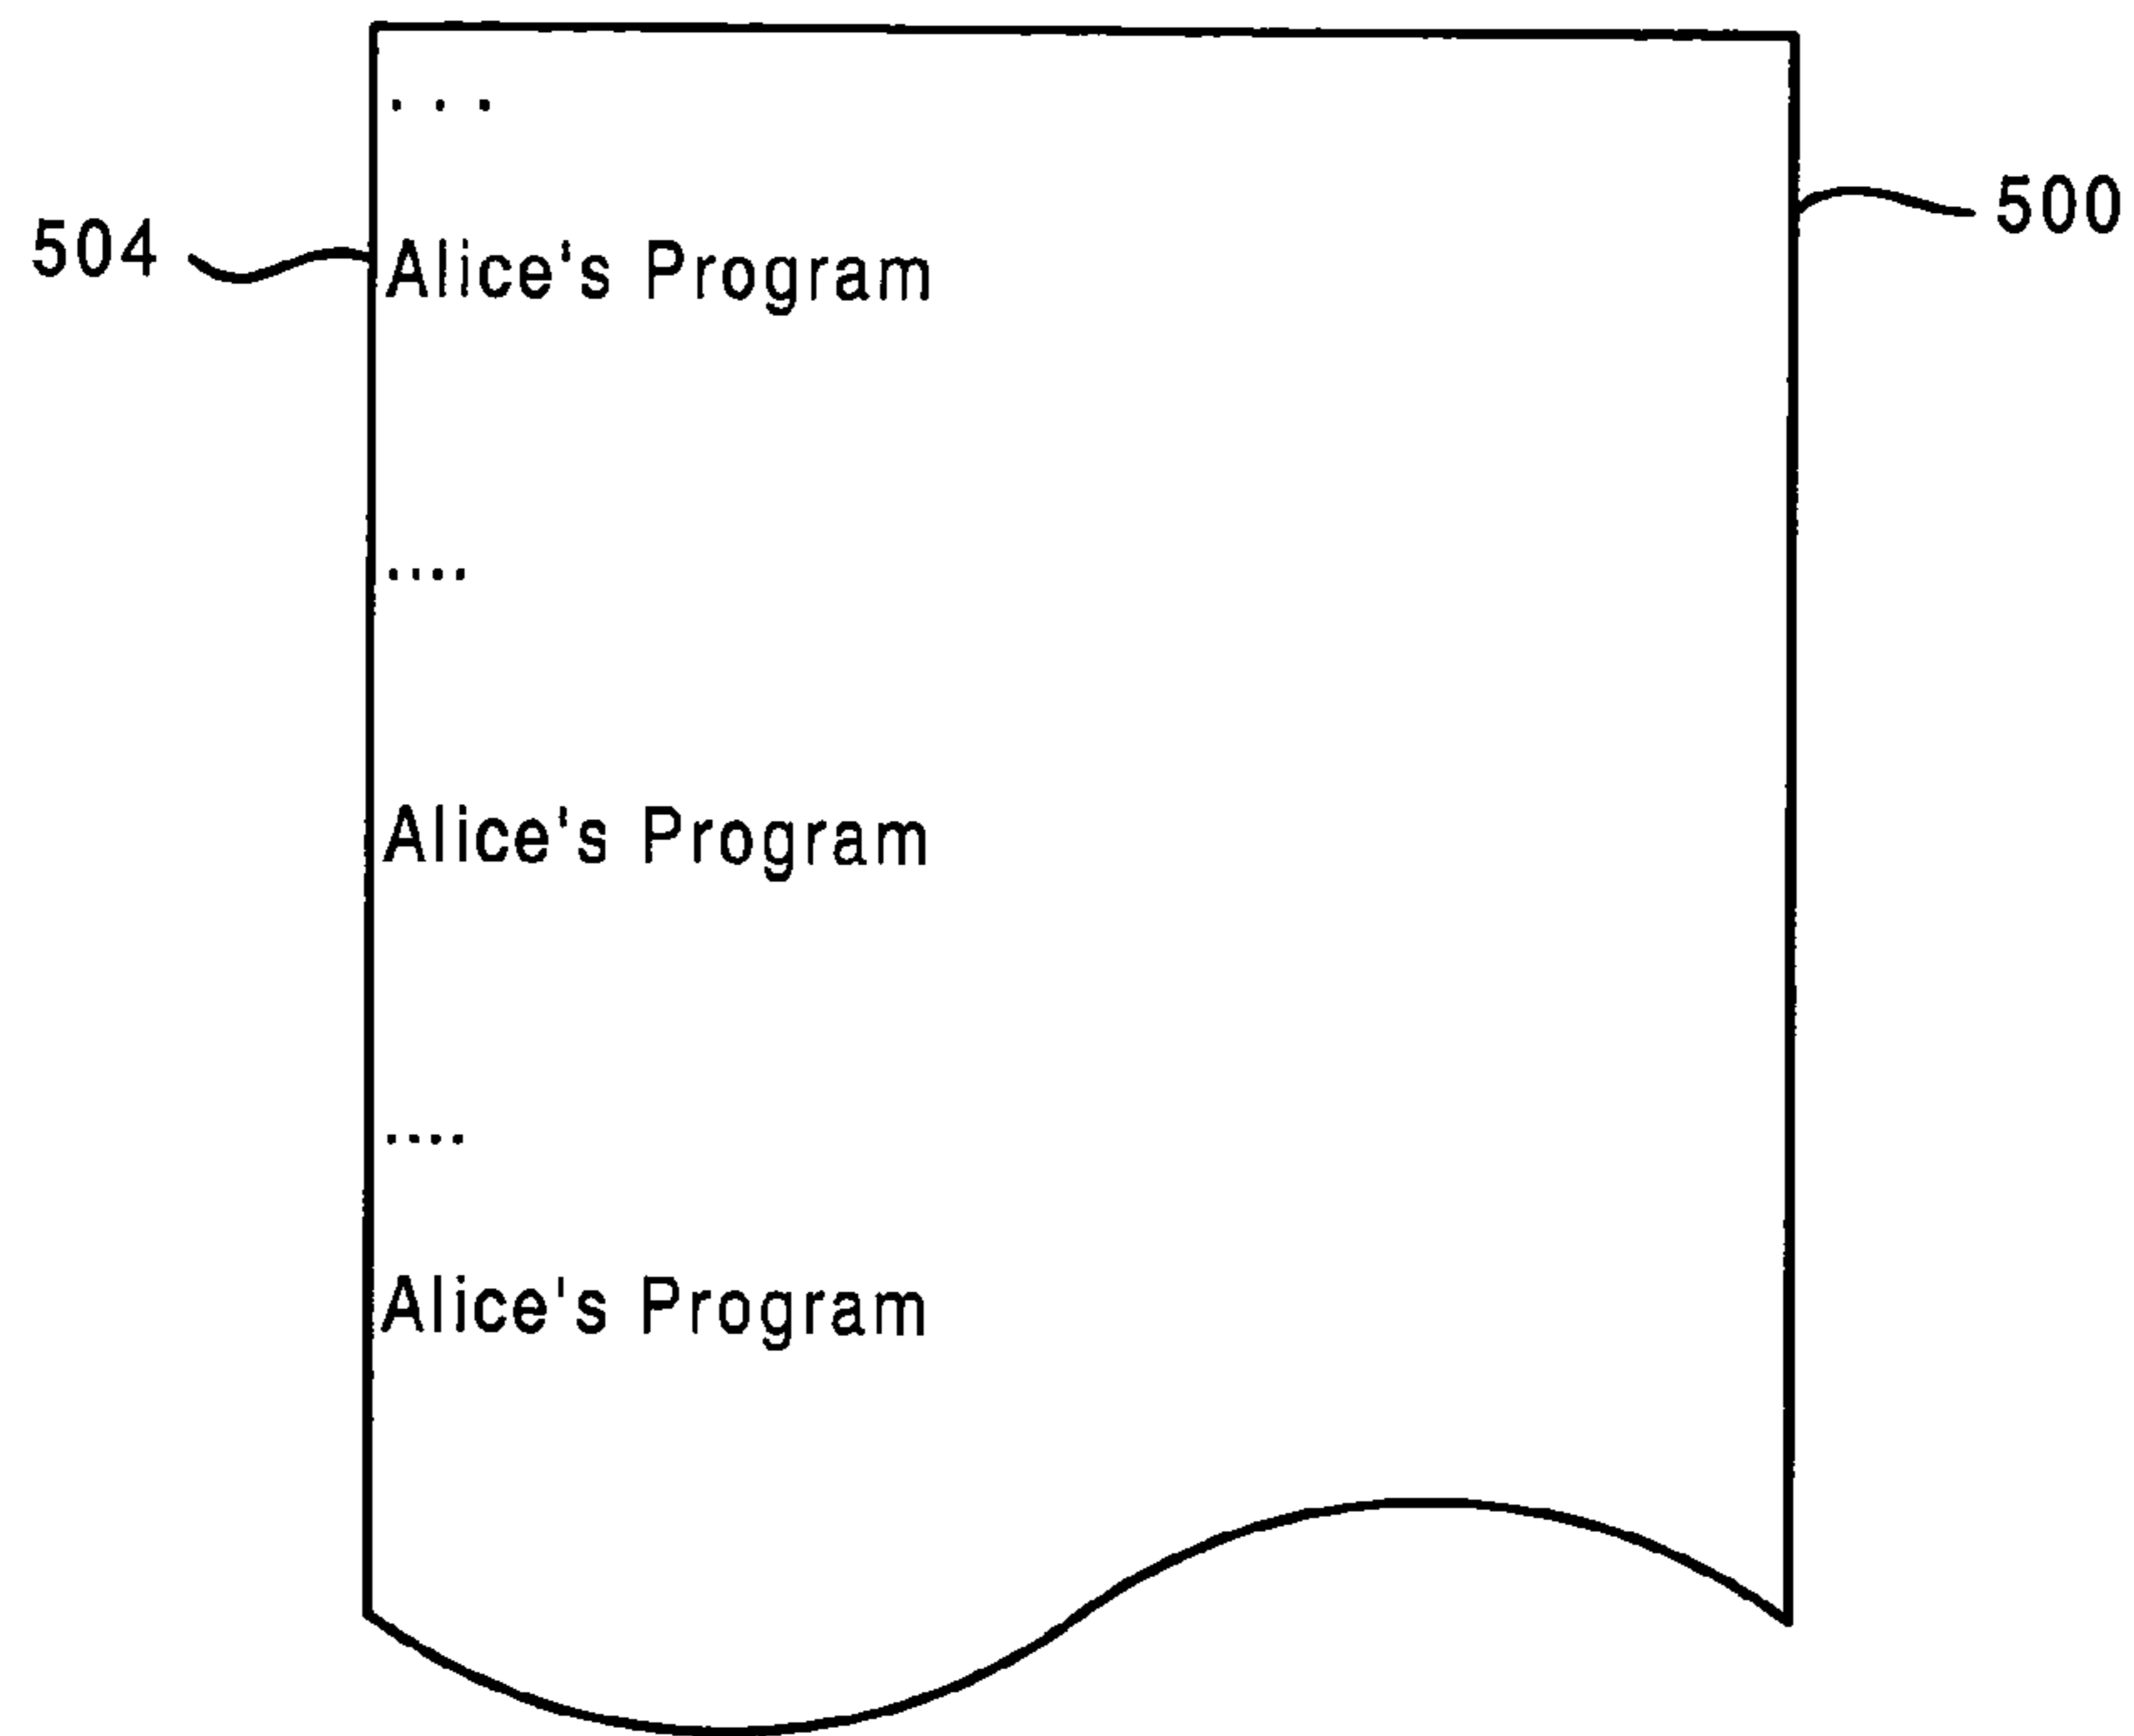 . . .
500
504
Alice's Program
....
Alice's Program
....
Alice's Program